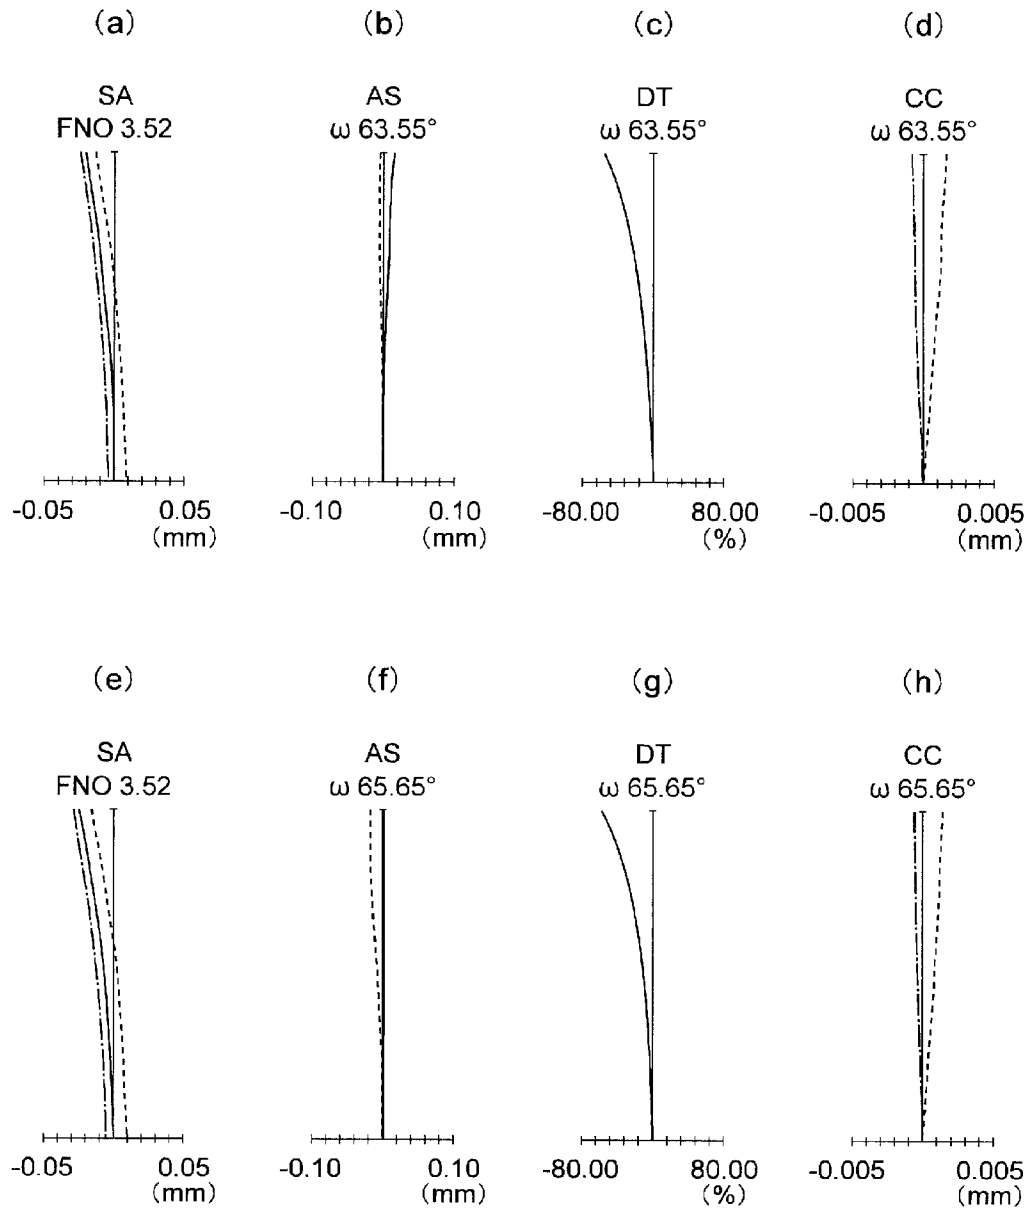 (a) (b) (c) (d)
SA AS DT CC
FNO 3.52 ω 63.55° ω 63.55° ω 63.55°
-0.05 0.05 -0.10 0.10 -80.00 80.00 -0.005 0.005
(mm) (mm) (%) (mm)
(e) (f) (g) (h)
SA AS DT CC
FNO 3.52 ω 65.65° ω 65.65° ω 65.65°
-0.05 0.05 -0.10 0.10 -80.00 80.00 -0.005 0.005
(mm) (mm) (%) (mm)